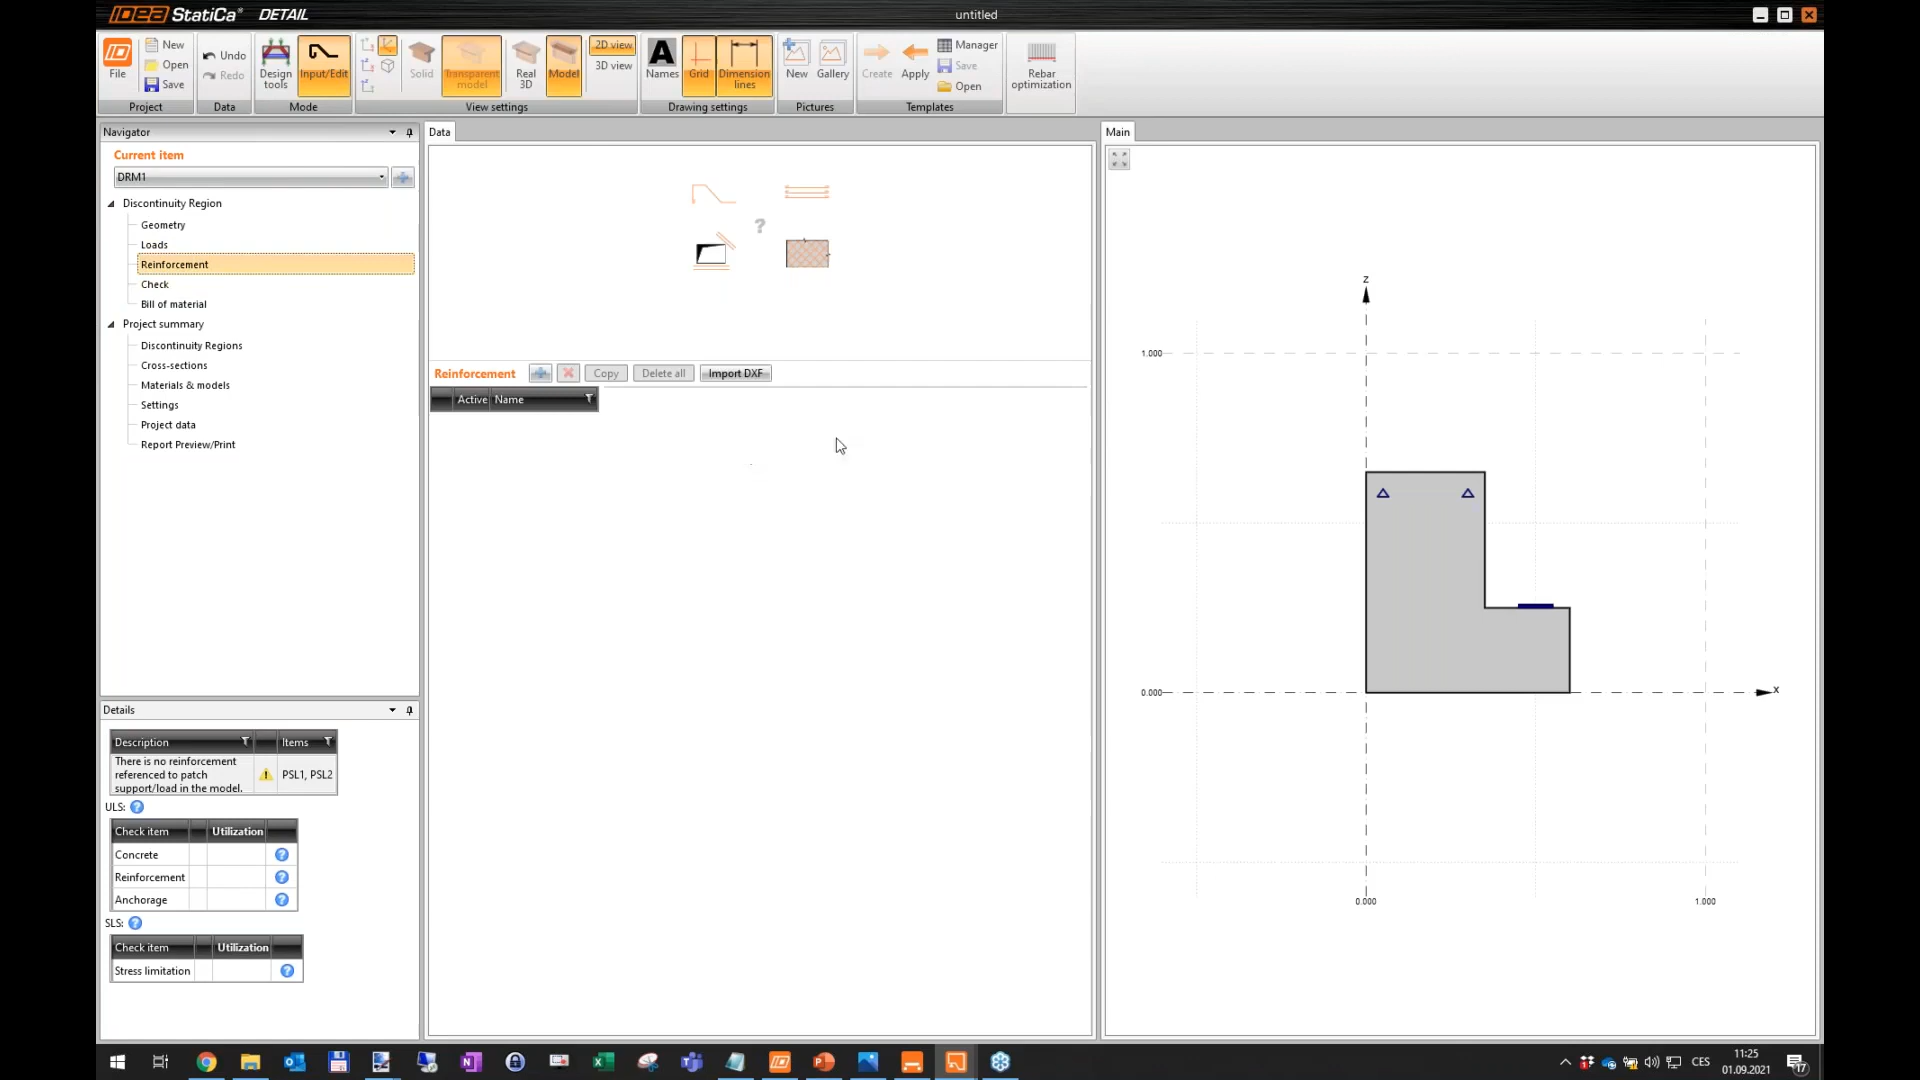 IDEA StatiCa® DETAIL
untitled
File
New
Open
Save
Project
Undo
Redo
Data
Design tools
Input/Edit
Mode
Solid
Transparent model
Real 3D
Model
2D view
3D view
View settings
Names
Grid
Dimension lines
Drawing settings
New
Gallery
Pictures
Create
Apply
Manager
Save
Open
Templates
Rebar optimization
Navigator
Current item
DRM1
Discontinuity Region
Geometry
Loads
Reinforcement
Check
Bill of material
Project summary
Discontinuity Regions
Cross-sections
Materials & models
Settings
Project data
Report Preview/Print
Details
Description Items
There is no reinforcement
referenced to patch
support/load in the model.
PSL1, PSL2
ULS:
Check item Utilization
Concrete
Reinforcement
Anchorage
SLS:
Check item Utilization
Stress limitation
Data
?
Reinforcement Copy Delete all Import DXF
Active Name
Main
z
1.000
0.000
x
0.000
1.000
CES
11:25
01.09.2021
17